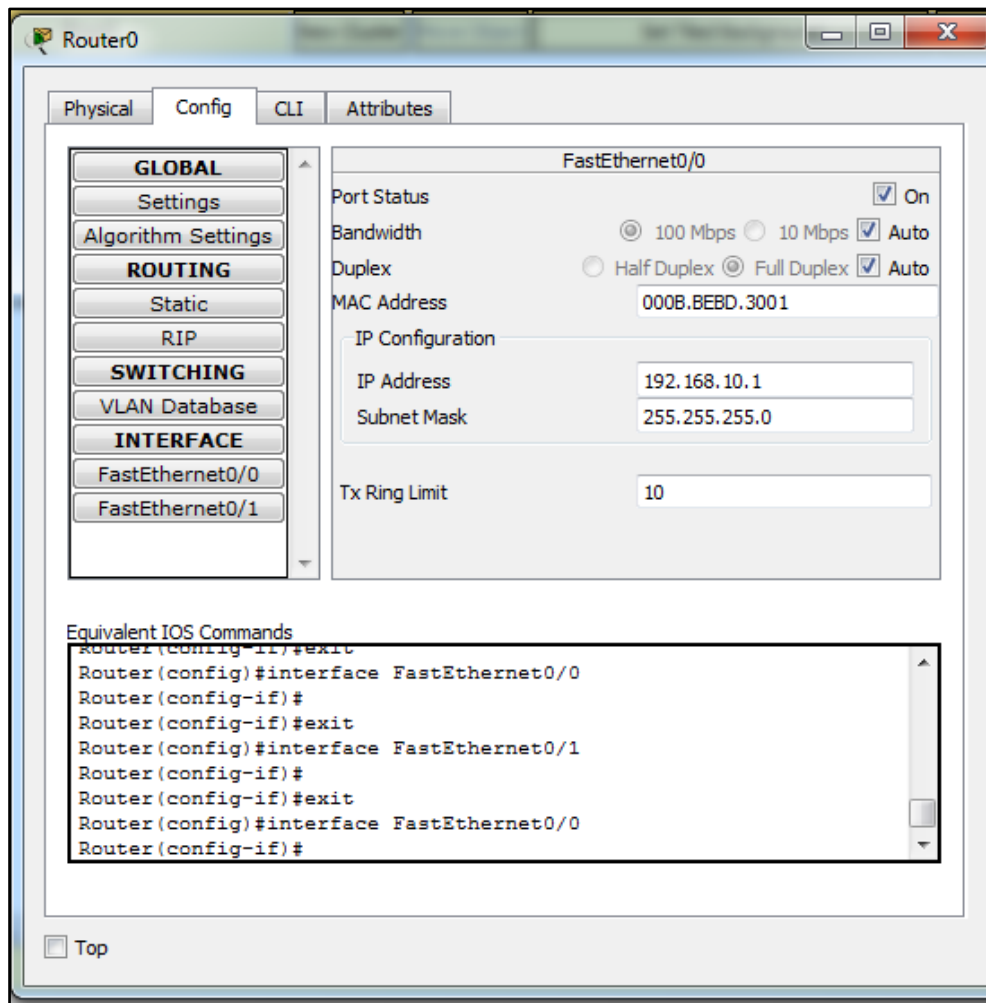 Router0
Physical Config CLI Attributes
GLOBAL
Settings
Algorithm Settings
ROUTING
Static
RIP
SWITCHING
VLAN Database
INTERFACE
FastEthernet0/0
FastEthernet0/1
FastEthernet0/0
Port Status On
Bandwidth 100 Mbps 10 Mbps Auto
Duplex Half Duplex Full Duplex Auto
MAC Address 000B.BEBD.3001
IP Configuration
IP Address 192.168.10.1
Subnet Mask 255.255.255.0
Tx Ring Limit 10
Equivalent IOS Commands
Router(config-if)#exit
Router(config)#interface FastEthernet0/0
Router(config-if)#
Router(config-if)#exit
Router(config)#interface FastEthernet0/1
Router(config-if)#
Router(config-if)#exit
Router(config)#interface FastEthernet0/0
Router(config-if)#
Top